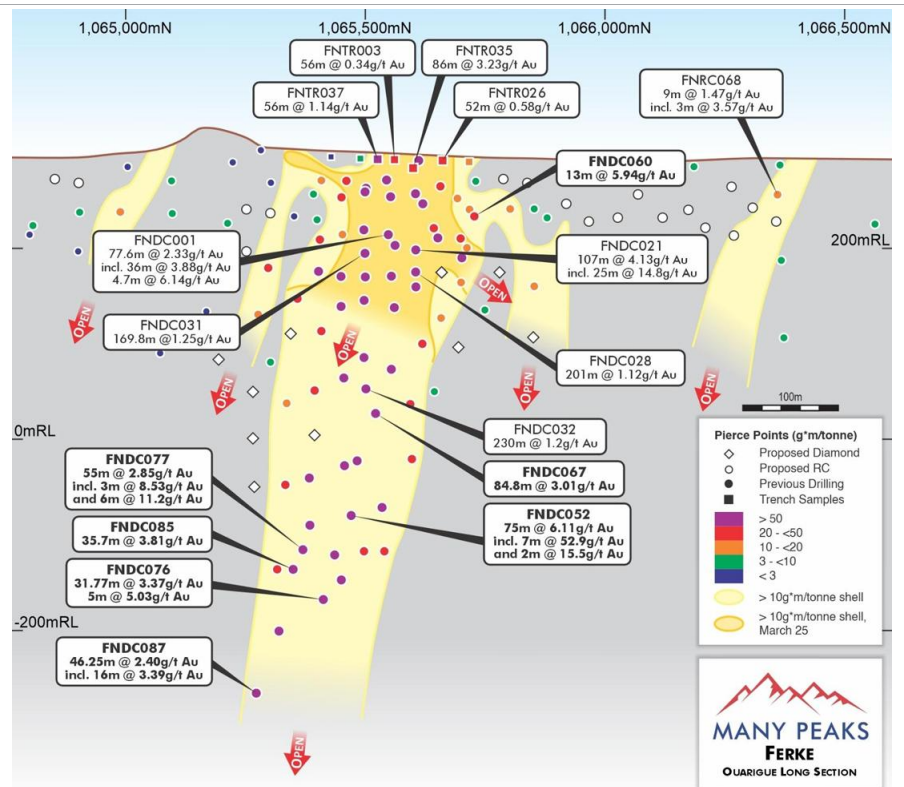 1,065,000mN
1,065,500mN
1,066,000mN
1,066,500mN
FNTR003
56m @ 0.34g/t Au
FNTR035
86m @ 3.23g/t Au
FNTR037
56m @ 1.14g/t Au
FNTR026
52m @ 0.58g/t Au
FNRC068
9m @ 1.47g/t Au
incl. 3m @ 3.57g/t Au
FNDC060
13m @ 5.94g/t Au
200mRL
FNDC001
77.6m @ 2.33g/t Au
incl. 36m @ 3.88g/t Au
4.7m @ 6.14g/t Au
FNDC021
107m @ 4.13g/t Au
incl. 25m @ 14.8g/t Au
OPEN
OPEN
FNDC031
169.8m @1.25g/t Au
OPEN
FNDC028
201m @ 1.12g/t Au
OPEN
OPEN
OPEN
100m
0mRL
FNDC032
230m @ 1.2g/t Au
FNDC077
55m @ 2.85g/t Au
incl. 3m @ 8.53g/t Au
and 6m @ 11.2g/t Au
FNDC067
84.8m @ 3.01g/t Au
FNDC085
35.7m @ 3.81g/t Au
FNDC052
75m @ 6.11g/t Au
incl. 7m @ 52.9g/t Au
and 2m @ 15.5g/t Au
FNDC076
31.77m @ 3.37g/t Au
5m @ 5.03g/t Au
-200mRL
FNDC087
46.25m @ 2.40g/t Au
incl. 16m @ 3.39g/t Au
OPEN
Pierce Points (g*m/tonne)
Proposed Diamond
Proposed RC
Previous Drilling
Trench Samples
> 50
20 - <50
10 - <20
3 - <10
< 3
> 10g*m/tonne shell
> 10g*m/tonne shell,
March 25
MANY PEAKS
FERKE
OUARIGUE LONG SECTION